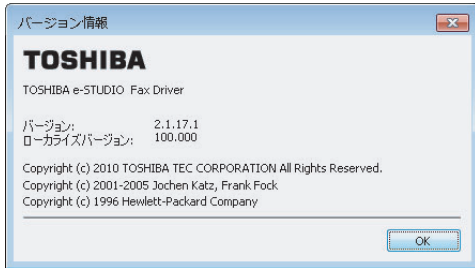 バージョン情報
TOSHIBA
TOSHIBA e-STUDIO Fax Driver
バージョン: 2.1.17.1
ローカライズバージョン: 100.000
Copyright (c) 2010 TOSHIBA TEC CORPORATION All Rights Reserved.
Copyright (c) 2001-2005 Jochen Katz, Frank Fock
Copyright (c) 1996 Hewlett-Packard Company
OK